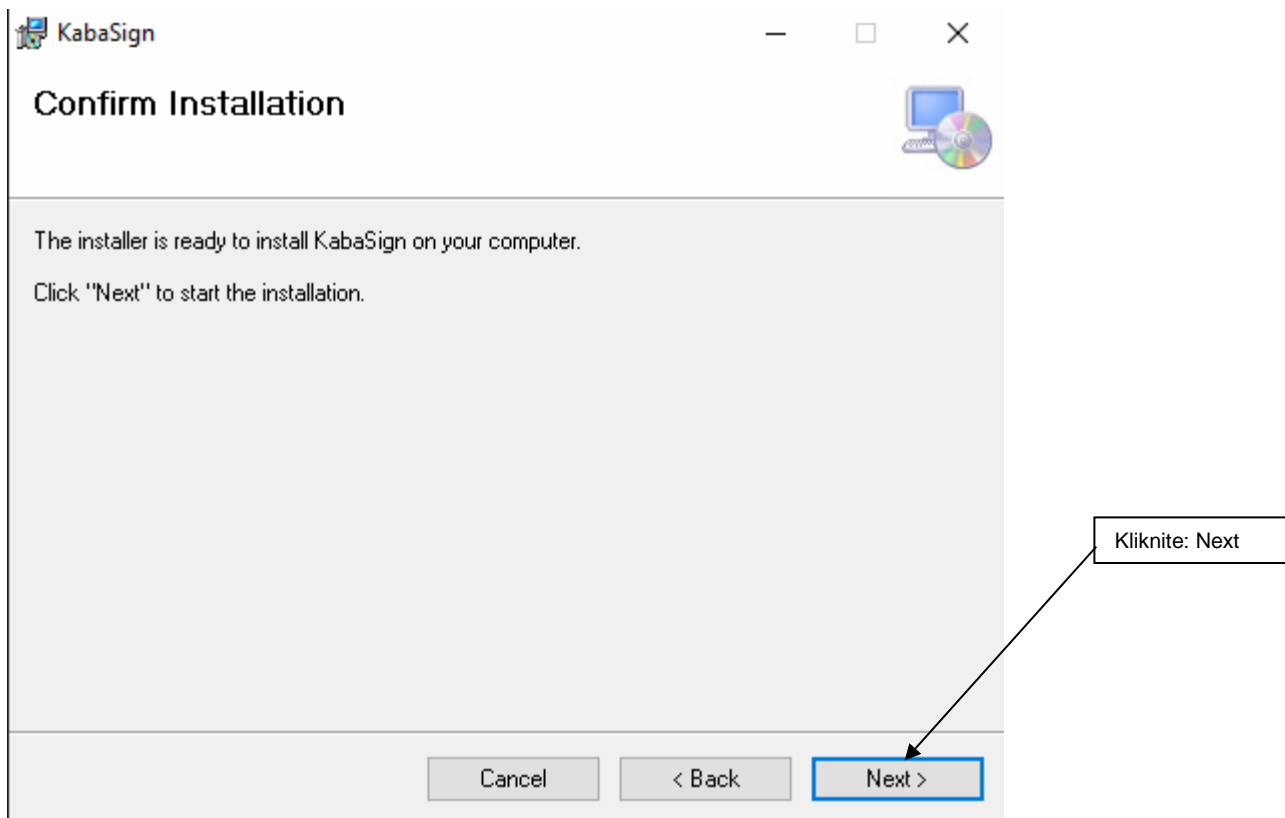 KabaSign
Confirm Installation
The installer is ready to install KabaSign on your computer.
Click "Next" to start the installation.
Kliknite: Next
Cancel
< Back
Next >